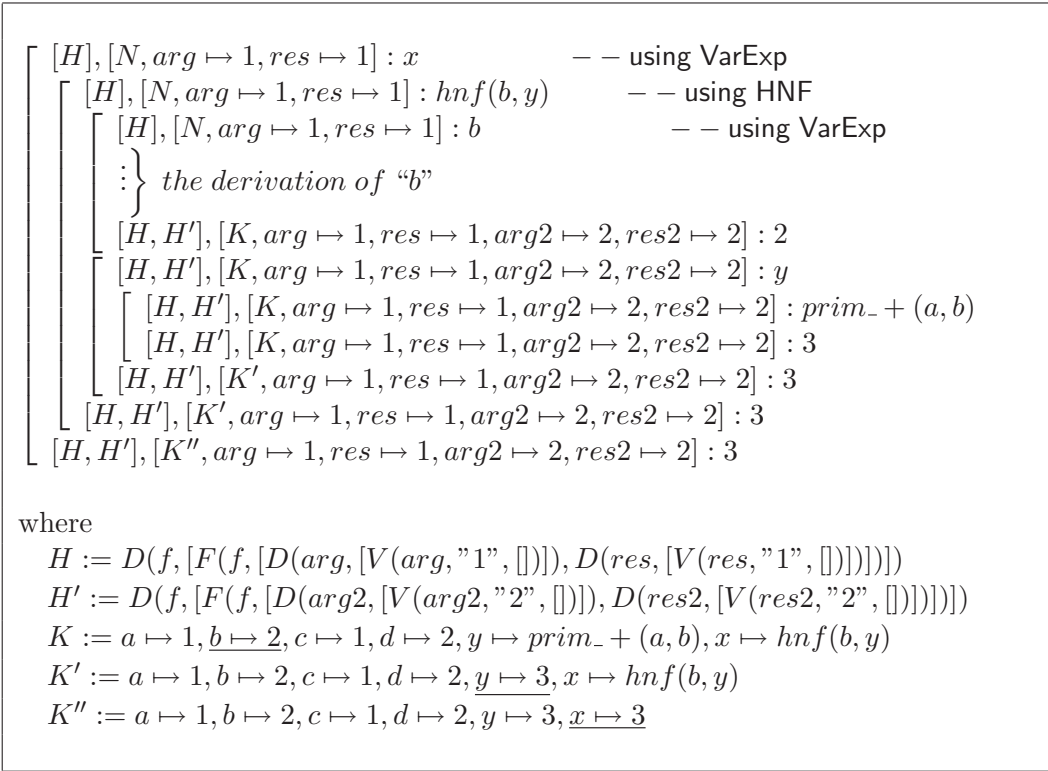 [H], [N, arg ↦ 1, res ↦ 1] : x − − using VarExp
[H], [N, arg ↦ 1, res ↦ 1] : hnf(b, y) − − using HNF
[H], [N, arg ↦ 1, res ↦ 1] : b − − using VarExp
⋮} the derivation of “b”
[H, H′], [K, arg ↦ 1, res ↦ 1, arg2 ↦ 2, res2 ↦ 2] : 2
[H, H′], [K, arg ↦ 1, res ↦ 1, arg2 ↦ 2, res2 ↦ 2] : y
[H, H′], [K, arg ↦ 1, res ↦ 1, arg2 ↦ 2, res2 ↦ 2] : prim_ + (a, b)
[H, H′], [K, arg ↦ 1, res ↦ 1, arg2 ↦ 2, res2 ↦ 2] : 3
[H, H′], [K′, arg ↦ 1, res ↦ 1, arg2 ↦ 2, res2 ↦ 2] : 3
[H, H′], [K′, arg ↦ 1, res ↦ 1, arg2 ↦ 2, res2 ↦ 2] : 3
[H, H′], [K′′, arg ↦ 1, res ↦ 1, arg2 ↦ 2, res2 ↦ 2] : 3
where
H := D(f, [F(f, [D(arg, [V(arg, ”1”, [])]), D(res, [V(res, ”1”, [])])])])
H′ := D(f, [F(f, [D(arg2, [V(arg2, ”2”, [])]), D(res2, [V(res2, ”2”, [])])])])
K := a ↦ 1, b ↦ 2, c ↦ 1, d ↦ 2, y ↦ prim_ + (a, b), x ↦ hnf(b, y)
K′ := a ↦ 1, b ↦ 2, c ↦ 1, d ↦ 2, y ↦ 3, x ↦ hnf(b, y)
K′′ := a ↦ 1, b ↦ 2, c ↦ 1, d ↦ 2, y ↦ 3, x ↦ 3